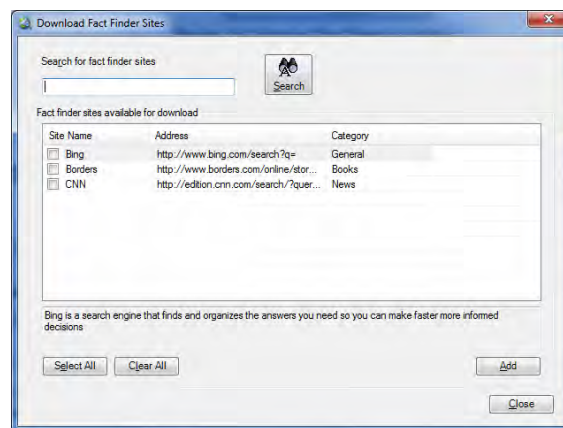 Download Fact Finder Sites
Search for fact finder sites
Search
Fact finder sites available for download
Site Name Address Category
Bing http://www.bing.com/search?q= General
Borders http://www.borders.com/online/stor... Books
CNN http://edition.cnn.com/search/?quer... News
Bing is a search engine that finds and organizes the answers you need so you can make faster more informed
decisions
Select All Clear All Add
Close